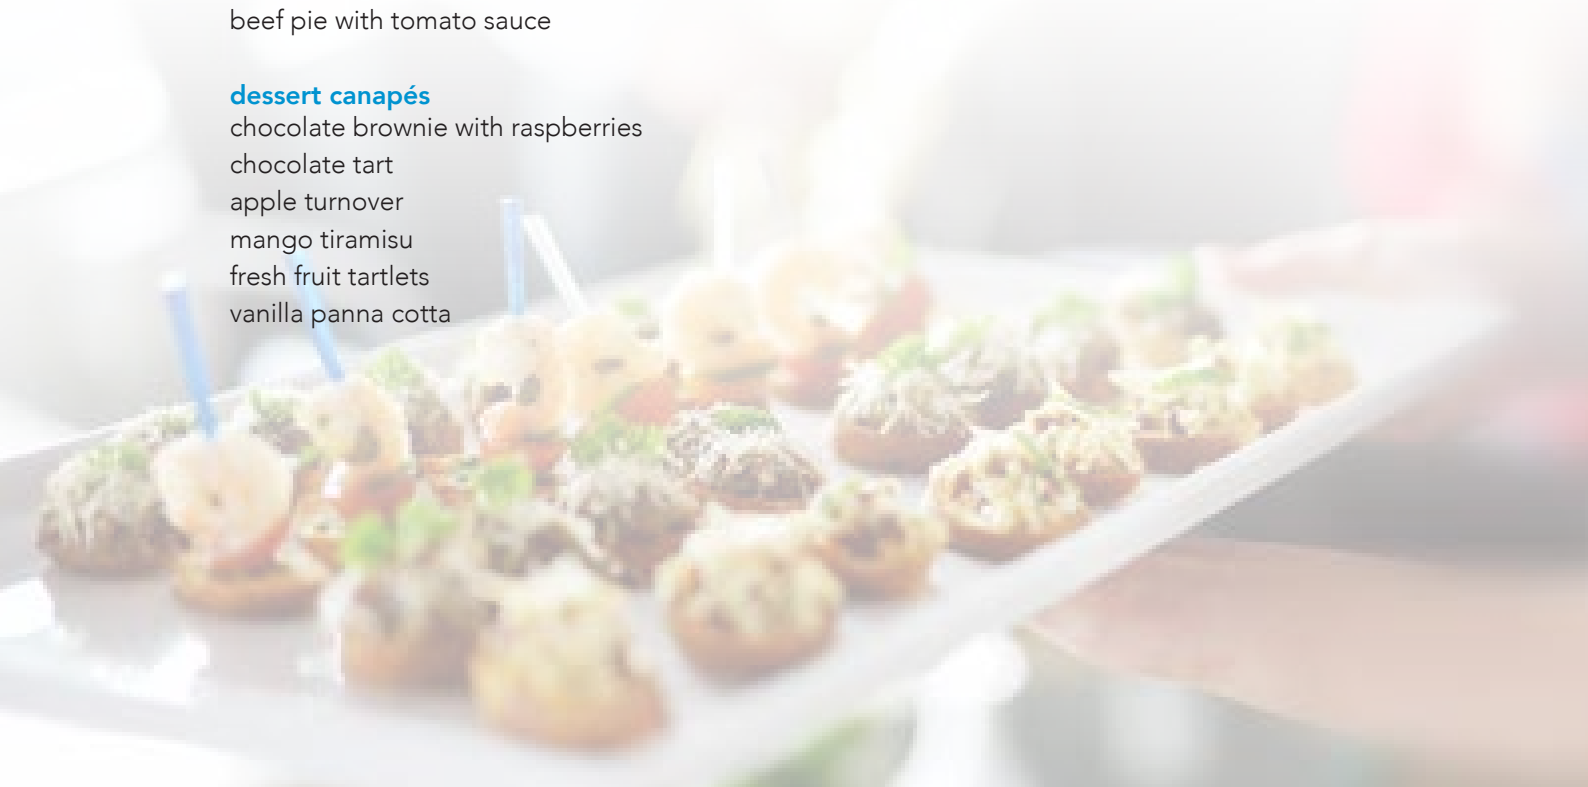 beef pie with tomato sauce
dessert canapés
chocolate brownie with raspberries
chocolate tart
apple turnover
mango tiramisu
fresh fruit tartlets
vanilla panna cotta